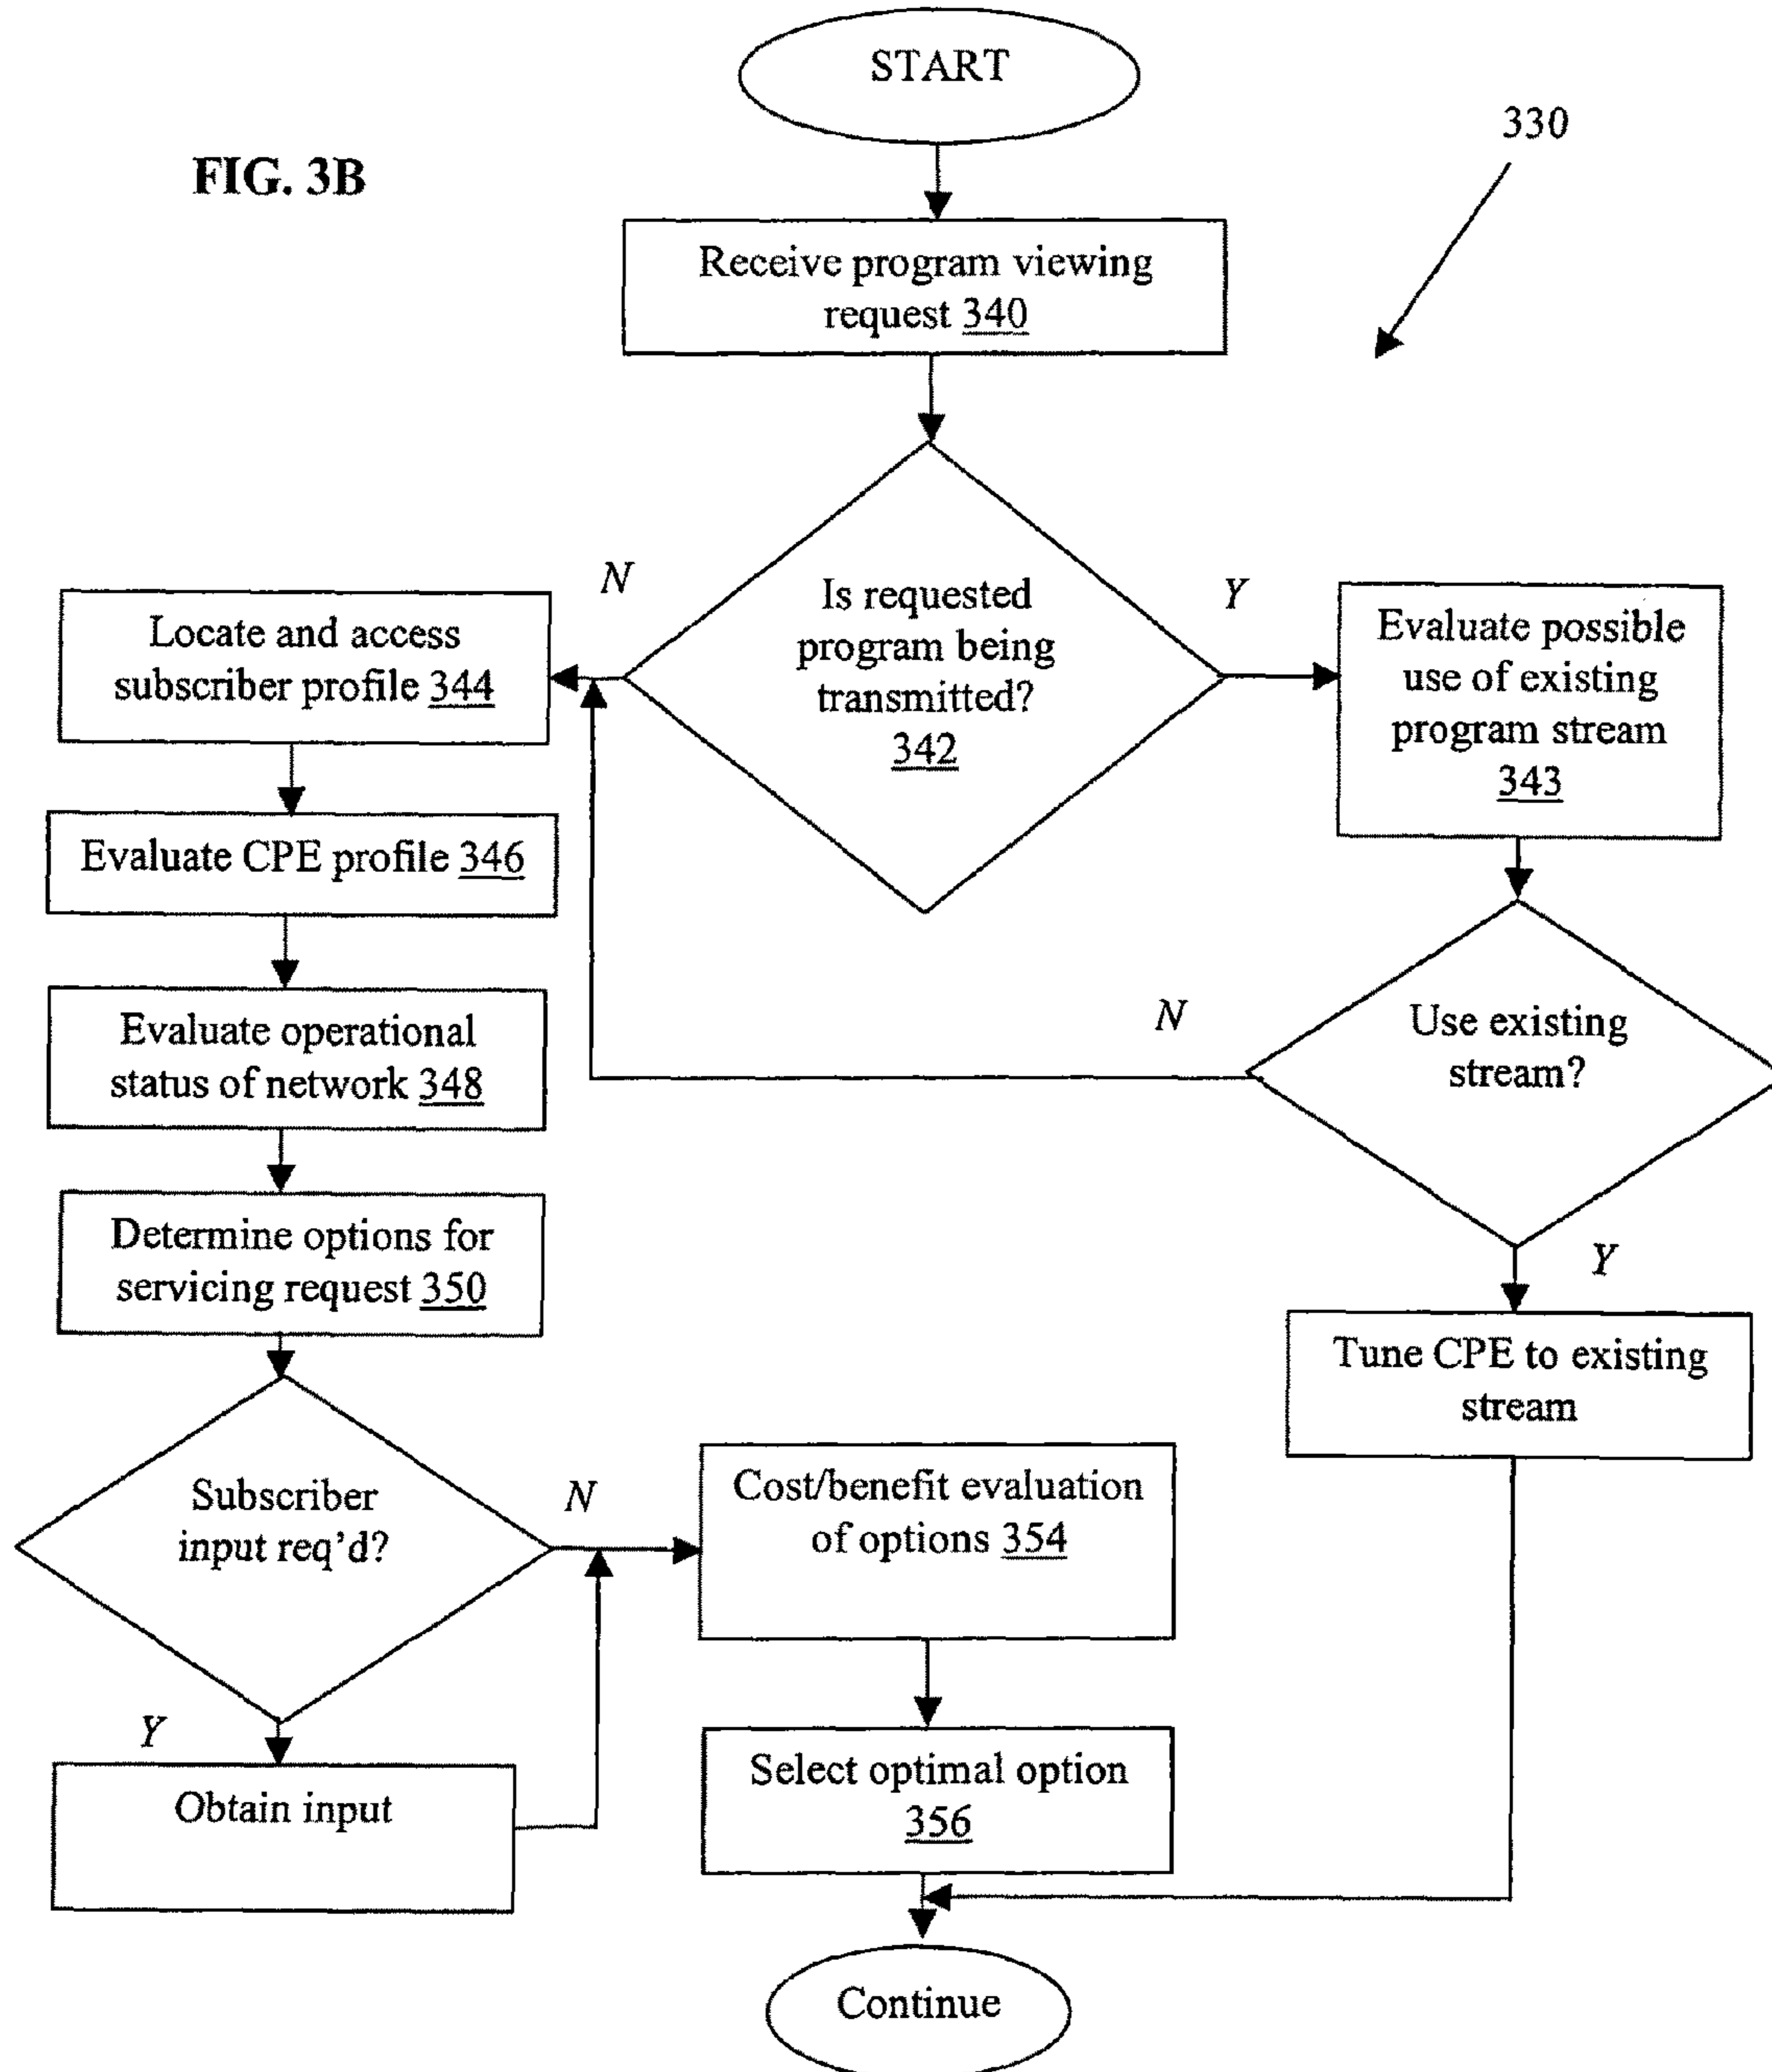 START
330
FIG. 3B
Receive program viewing
request 340
N
Is requested
program being
transmitted?
342
Y
Locate and access
subscriber profile 344
Evaluate possible
use of existing
program stream
343
Evaluate CPE profile 346
Evaluate operational
status of network 348
N
Use existing
stream?
Determine options for
servicing request 350
Y
Tune CPE to existing
stream
Subscriber
input req'd?
N
Cost/benefit evaluation
of options 354
Y
Obtain input
Select optimal option
356
Continue